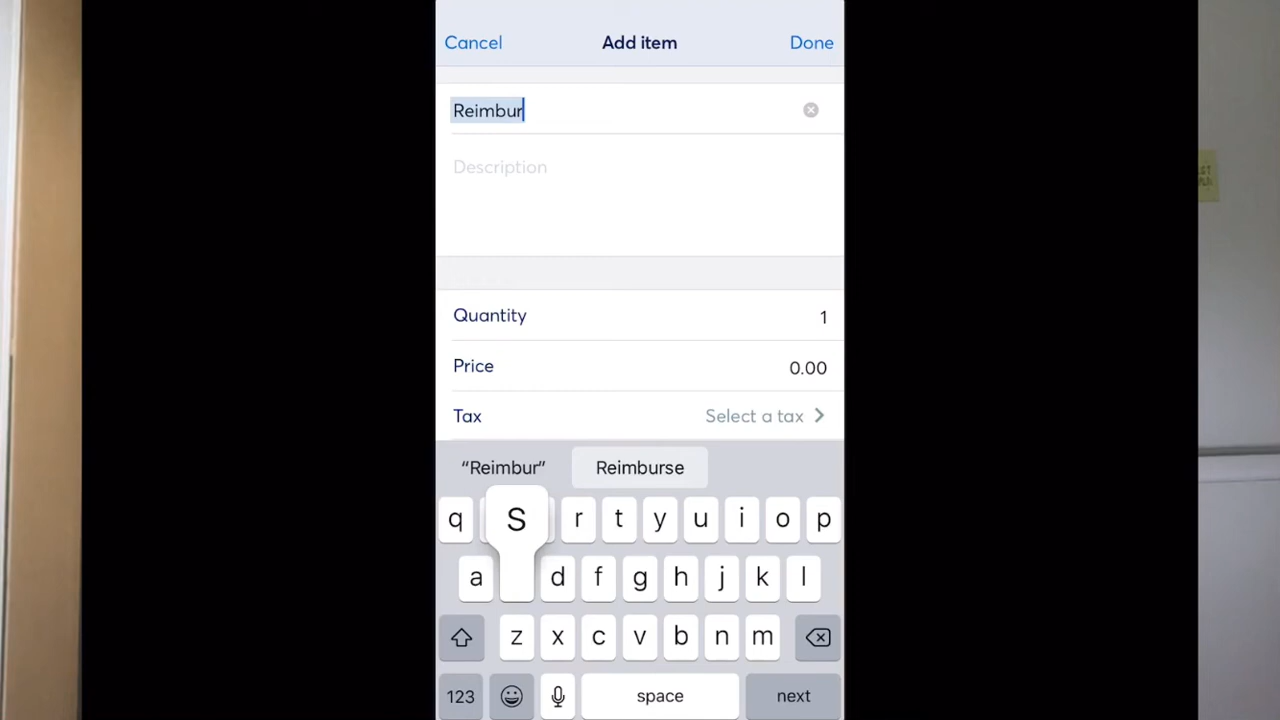 Cancel Add item Done
Reimbur
Description
Quantity 1
Price 0.00
Tax Select a tax
“Reimbur” Reimburse
q S r t y u i o p
a d f g h j k l
z x c v b n m
123 space next